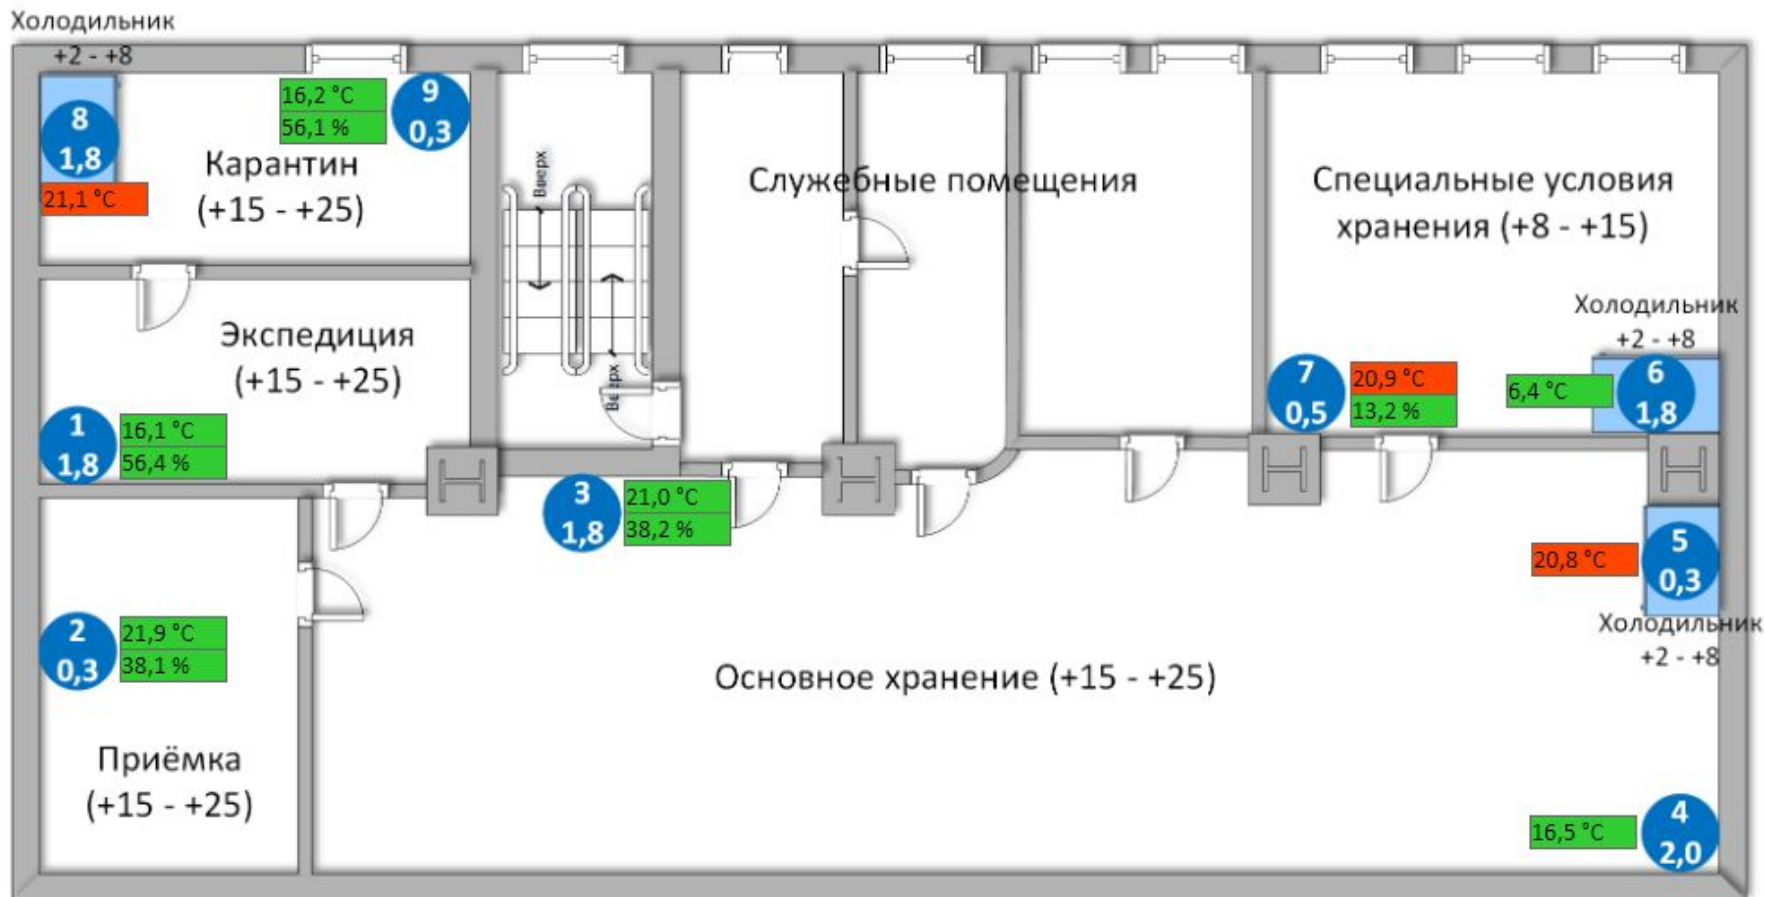 Холодильник
+2 - +8
8
1,8
21,1 °C
16,2 °C
56,1 %
9
0,3
Карантин
(+15 - +25)
Вверх
Вверх
Служебные помещения
Специальные условия
хранения (+8 - +15)
Экспедиция
(+15 - +25)
1
1,8
16,1 °C
56,4 %
Холодильник
+2 - +8
7
0,5
20,9 °C
13,2 %
6,4 °C
6
1,8
3
1,8
21,0 °C
38,2 %
20,8 °C
5
0,3
Холодильник
+2 - +8
2
0,3
21,9 °C
38,1 %
Основное хранение (+15 - +25)
Приёмка
(+15 - +25)
16,5 °C
4
2,0